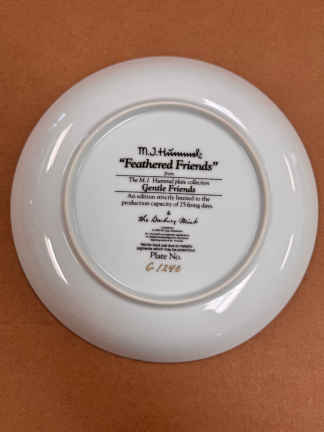 M.J. Hummel
"Feathered Friends"
from
The M.J. Hummel plate collection
Gentle Friends
An edition strictly limited to the
production capacity of 25 firing days.
The Danbury Mint
Plate No.
G 1248